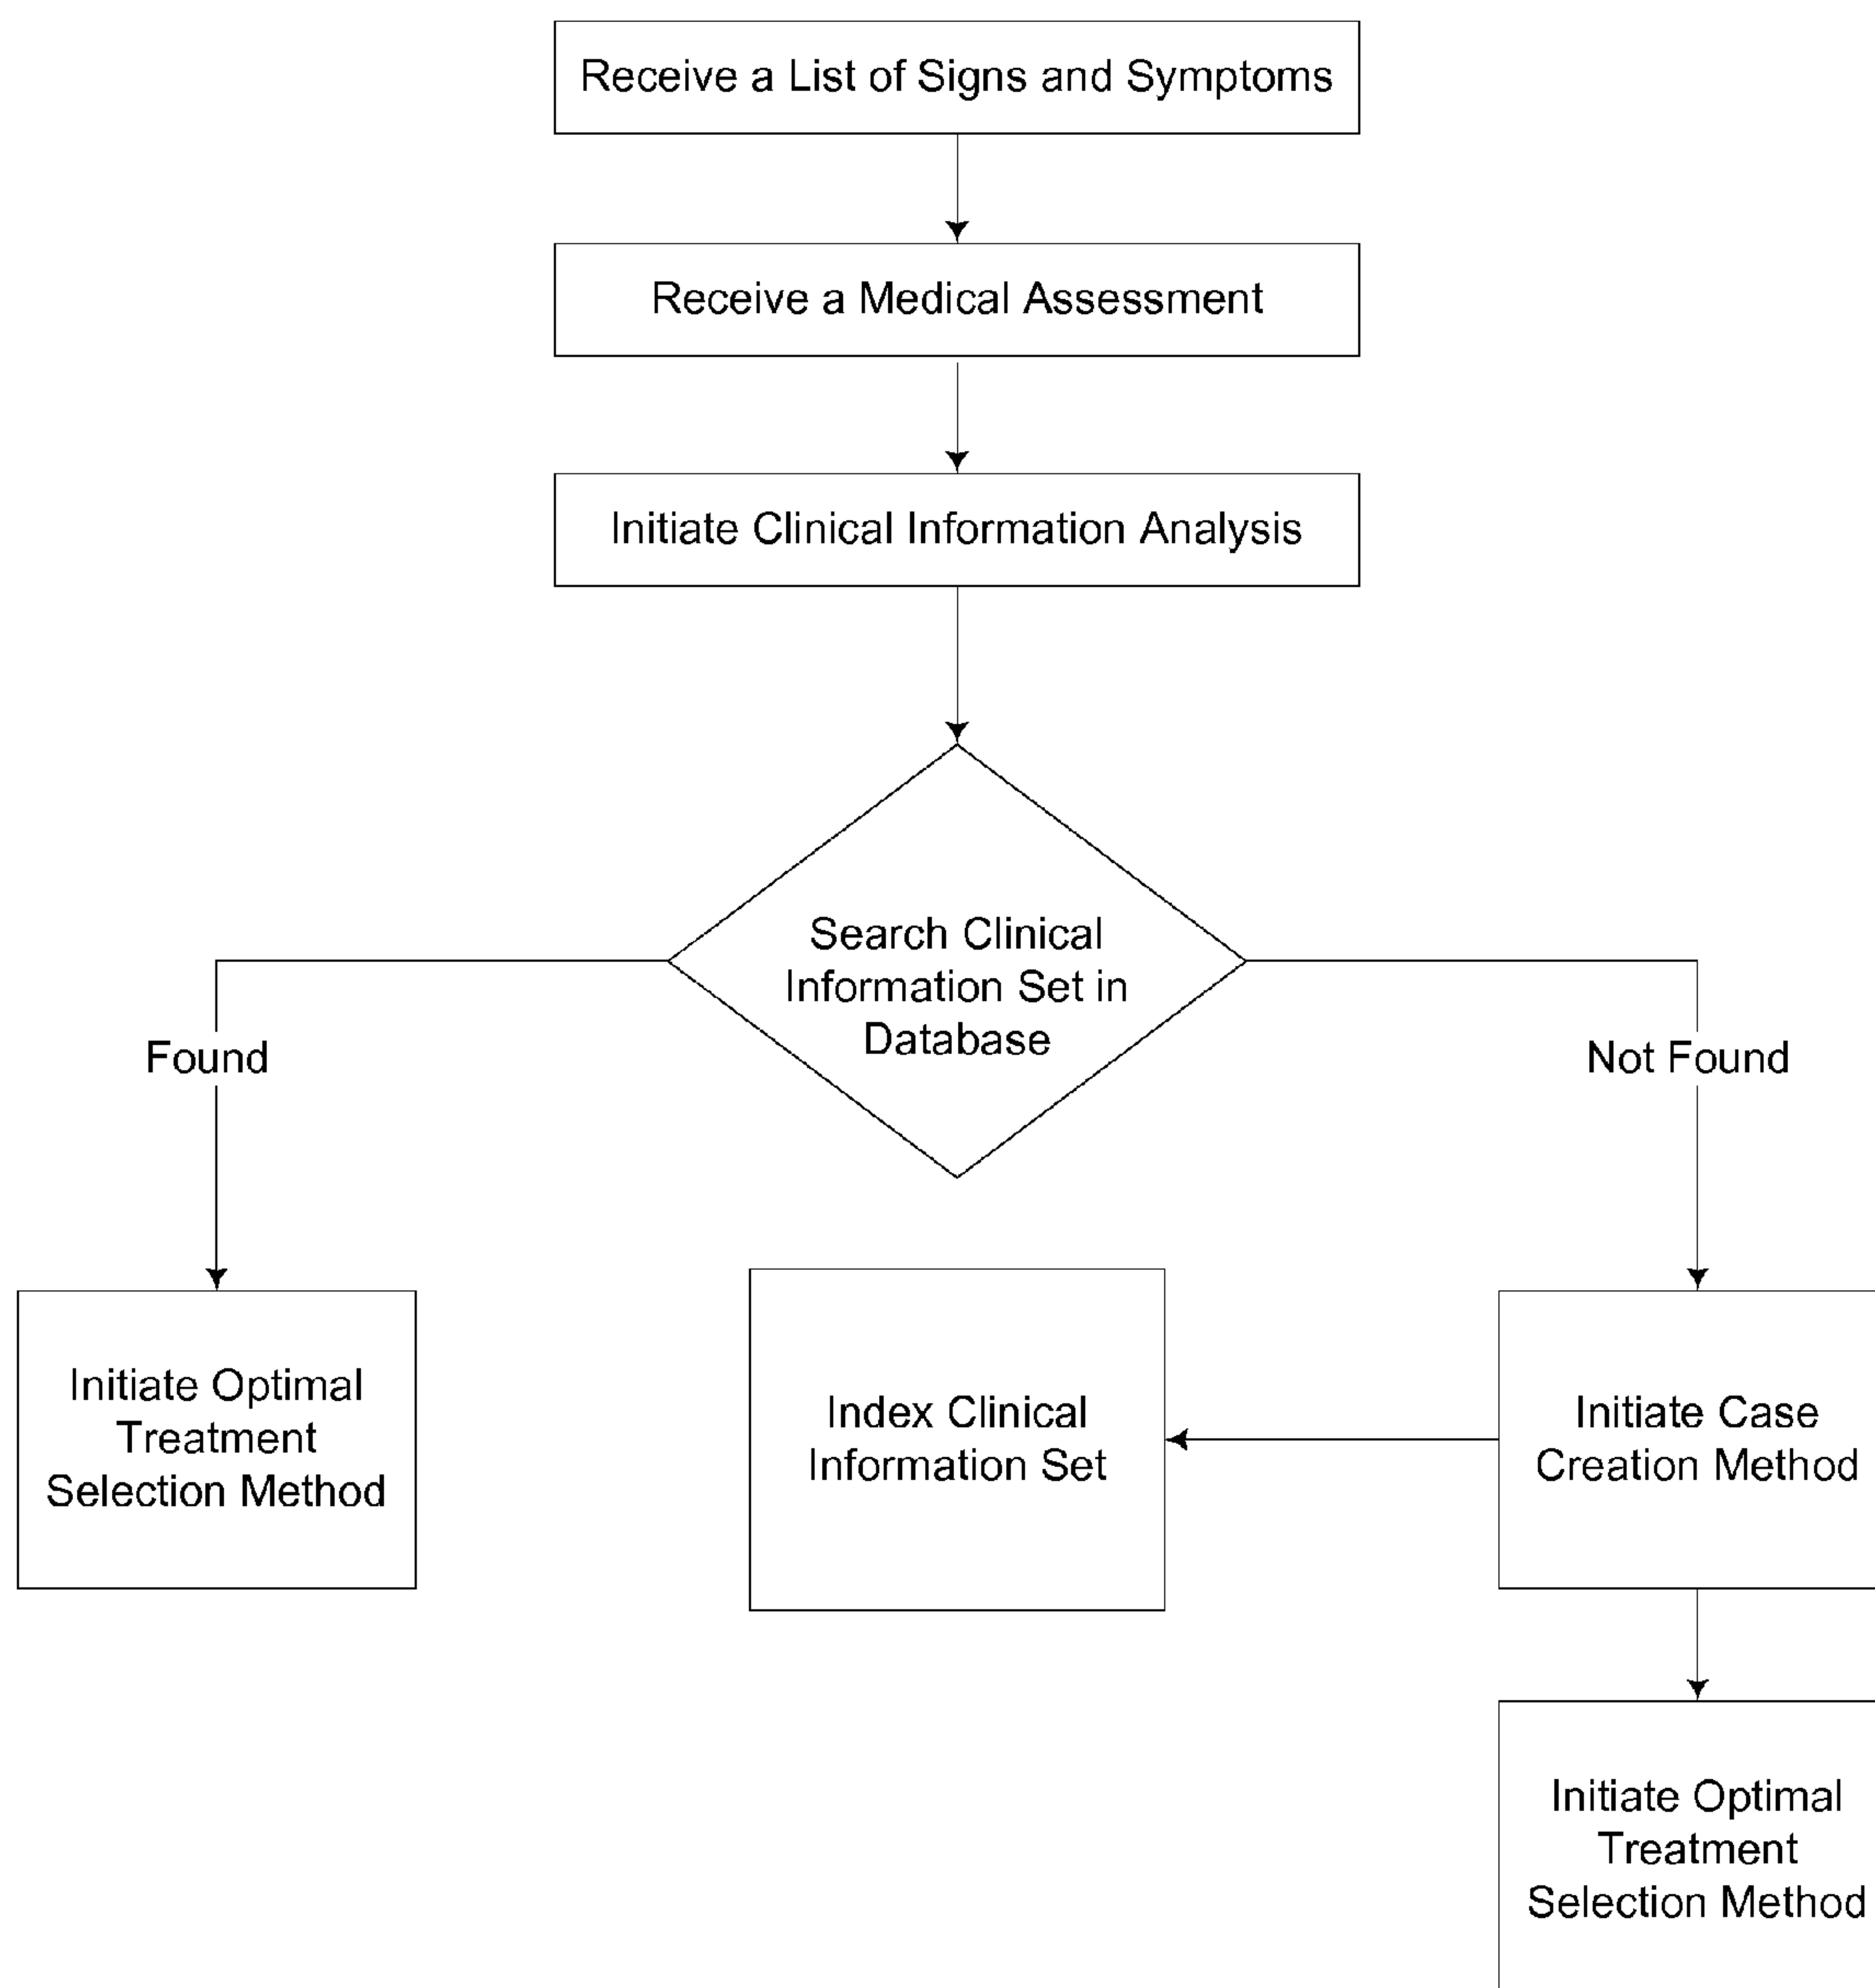 Receive a List of Signs and Symptoms
Receive a Medical Assessment
Initiate Clinical Information Analysis
Search Clinical
Information Set in
Database
Found
Not Found
Initiate Optimal
Treatment
Selection Method
Index Clinical
Information Set
Initiate Case
Creation Method
Initiate Optimal
Treatment
Selection Method